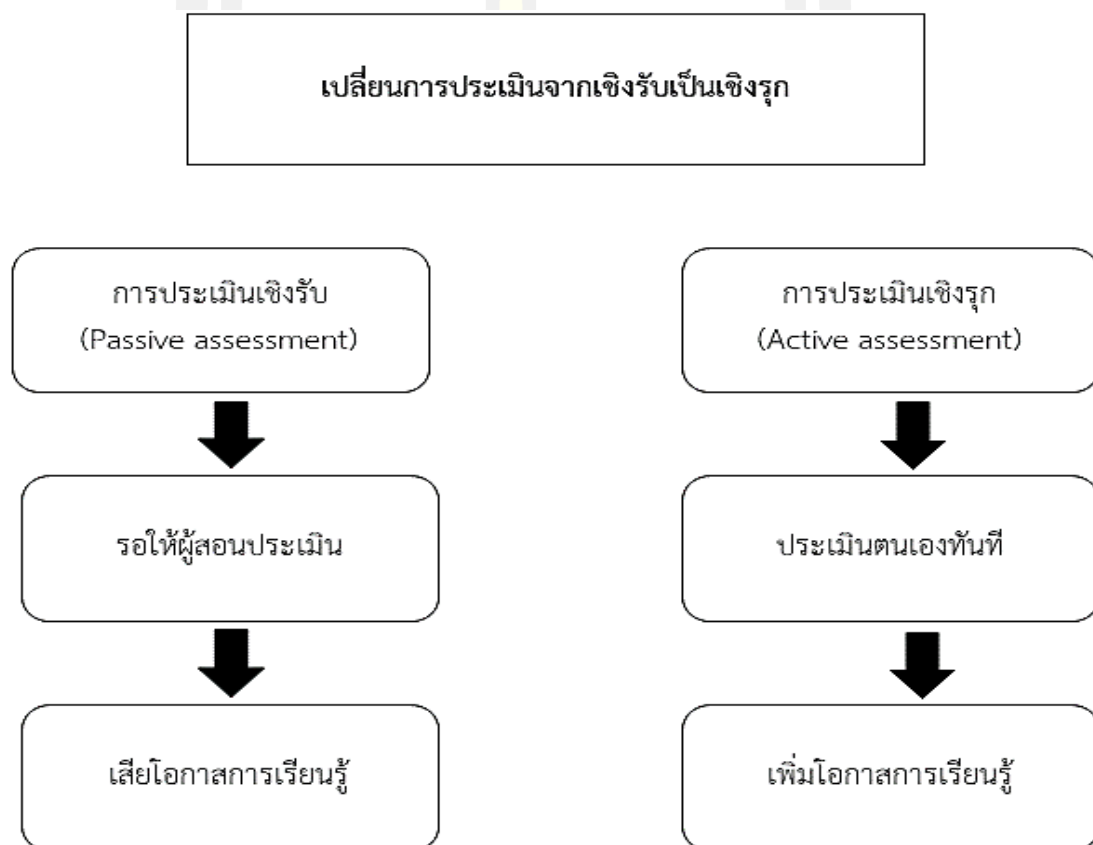 เปลี่ยนการประเมินจากเชิงรับเป็นเชิงรุก
การประเมินเชิงรับ
(Passive assessment)
รอให้ผู้สอนประเมิน
เสียโอกาสการเรียนรู้
การประเมินเชิงรุก
(Active assessment)
ประเมินตนเองทันที
เพิ่มโอกาสการเรียนรู้